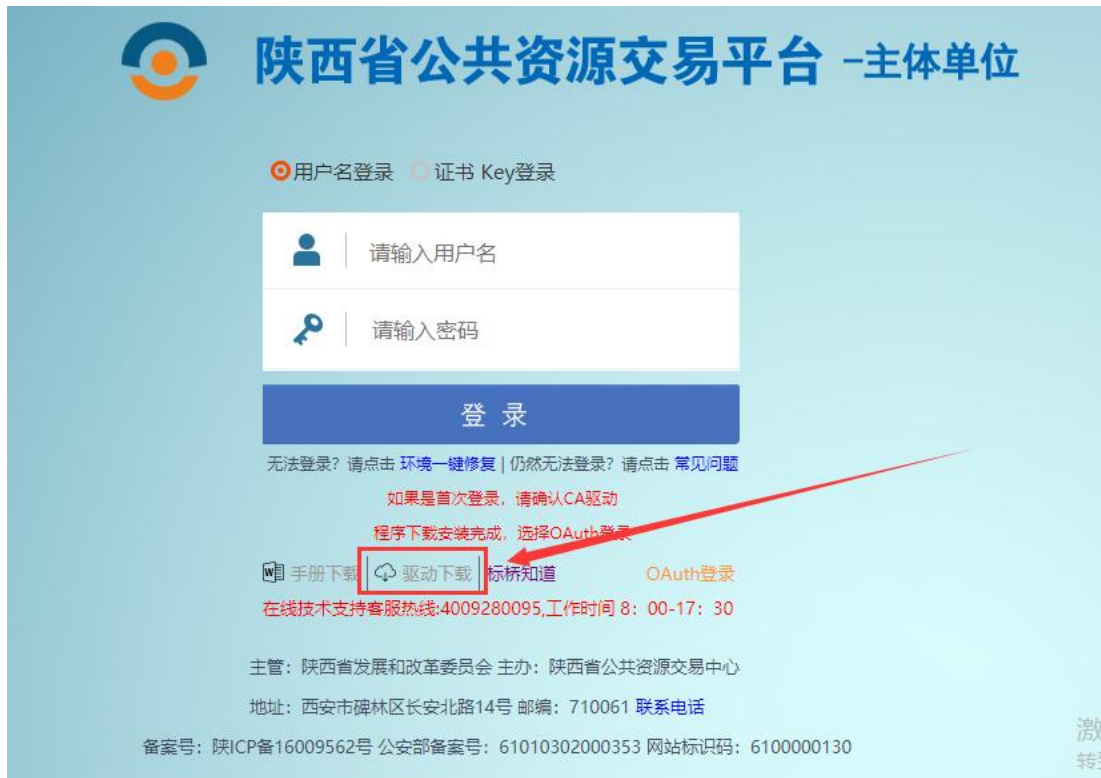 陕西省公共资源交易平台 -主体单位
用户名登录 证书 Key登录
请输入用户名
请输入密码
登 录
无法登录？请点击 环境一键修复 | 仍然无法登录？请点击 常见问题
如果是首次登录，请确认CA驱动
程序下载安装完成，选择OAuth登录
手册下载 驱动下载 标桥知道 OAuth登录
在线技术支持客服热线:4009280095,工作时间 8：00-17：30
主管：陕西省发展和改革委员会 主办：陕西省公共资源交易中心
地址：西安市碑林区长安北路14号 邮编：710061 联系电话
备案号：陕ICP备16009562号 公安部备案号：61010302000353 网站标识码：6100000130
激
转到